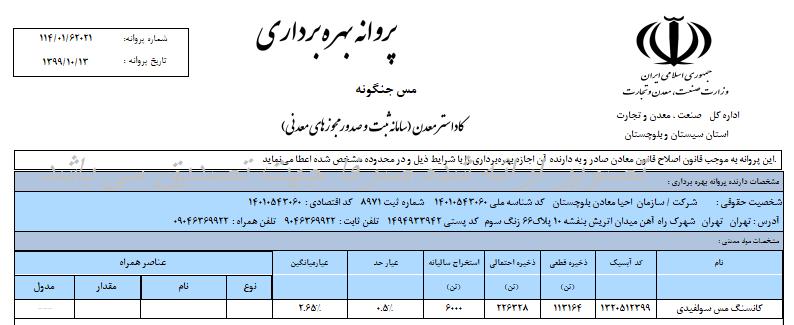 پروانه بهره برداری
شماره پروانه: ۱۱۴/۰۱/۶۲۰۲۱
تاریخ پروانه : ۱۳۹۹/۱۰/۱۳
جمهوری اسلامی ایران
وزارت صنعت، معدن و تجارت
مس جنگونه
اداره کل صنعت ، معدن و تجارت
استان سیستان و بلوچستان
کاداستر معدن (سامانه ثبت و صدور مجوزهای معدنی)
این پروانه به موجب قانون اصلاح قانون معادن صادر و به دارنده آن اجازه بهره‌برداری را با شرایط ذیل و در محدوده مشخص شده اعطا می‌نماید.
مشخصات دارنده پروانه بهره برداری :
شخصیت حقوقی : شرکت / سازمان احیا معادن بلوچستان کد شناسه ملی ۱۴۰۱۰۵۴۳۰۶۰ شماره ثبت ۸۹۷۱ کد اقتصادی : ۱۴۰۱۰۵۴۳۰۶۰
آدرس : تهران تهران شهرک راه آهن میدان اتریش بنفشه ۱۰ پلاک۶۶ زنگ سوم کد پستی ۱۴۹۴۹۳۳۹۴۲ تلفن ثابت : ۹۰۴۶۳۶۹۹۲۲ تلفن همراه : ۰۹۰۴۶۳۶۹۹۲۲
مشخصات مواد معدنی :
نام کد آیسیک ذخیره قطعی (تن) ذخیره احتمالی (تن) استخراج سالیانه (تن) عیار حد عیارمیانگین عناصر همراه
نوع نام مقدار مدول
کانسنگ مس سولفیدی ۱۳۲۰۵۱۲۳۹۹ ۱۱۳۱۶۴ ۲۲۶۳۲۸ ۶۰۰۰ ۰.۵% ۲.۶۵% ----